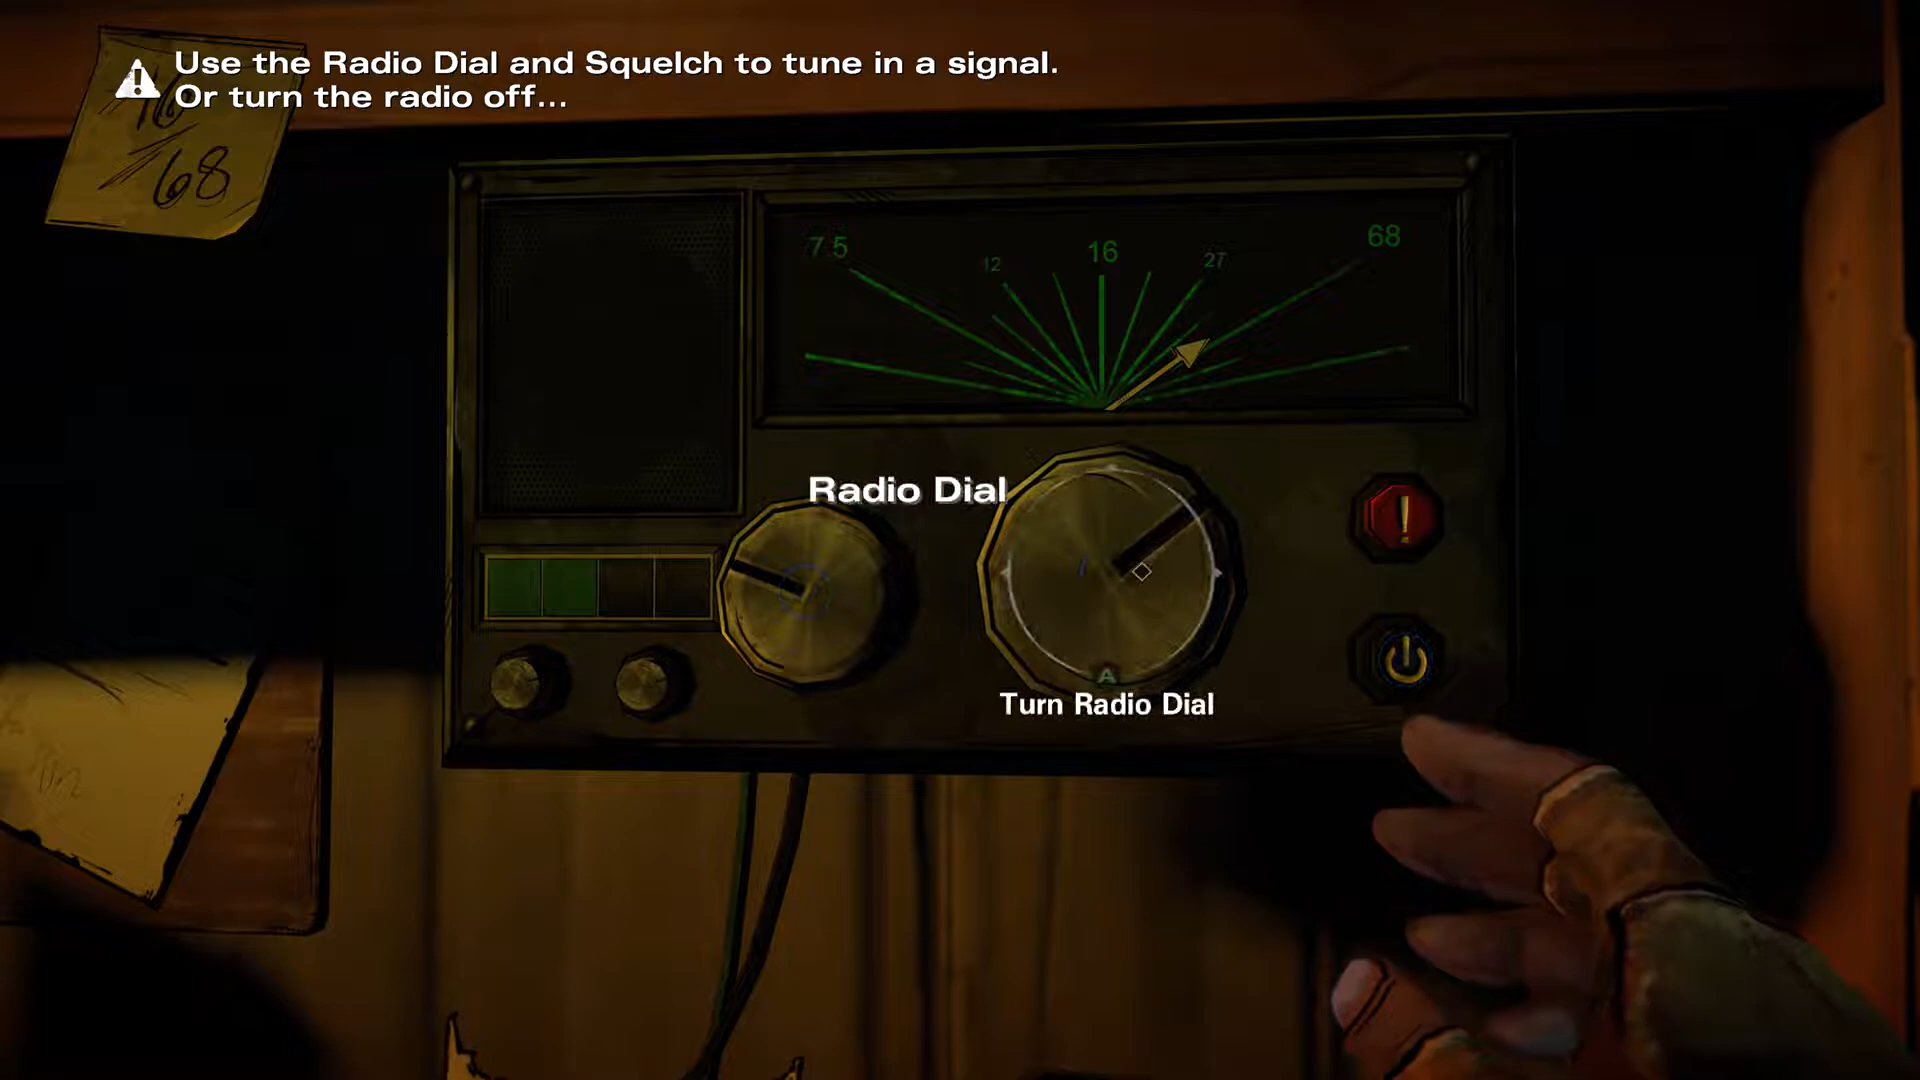 Use the Radio Dial and Squelch to tune in a signal.
Or turn the radio off...
16
68
7.5
12
16
27
68
Radio Dial
!
A
Turn Radio Dial